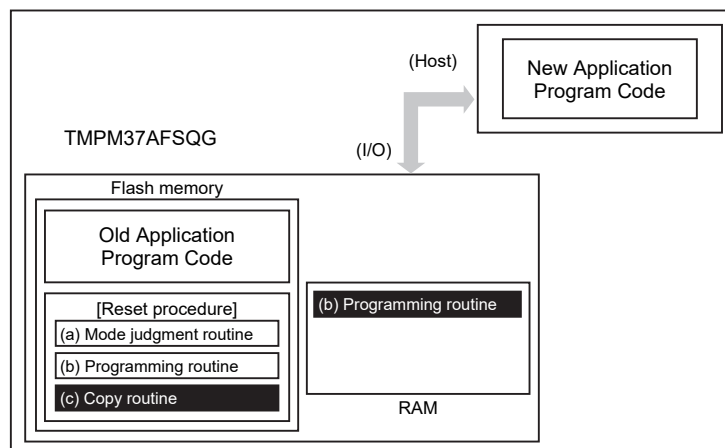 (Host)
New Application
Program Code
TMPM37AFSQG
(I/O)
Flash memory
Old Application
Program Code
[Reset procedure]
(a) Mode judgment routine
(b) Programming routine
(c) Copy routine
(b) Programming routine
RAM